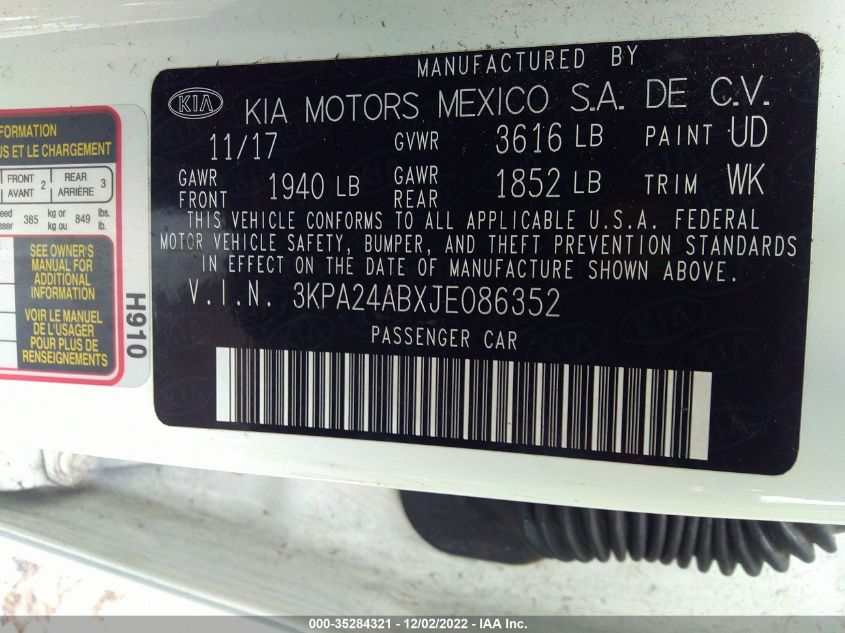 MANUFACTURED BY
KIA KIA MOTORS MEXICO S.A. DE C.V.
11/17 GVWR 3616 LB PAINT UD
GAWR FRONT 1940 LB GAWR REAR 1852 LB TRIM WK
THIS VEHICLE CONFORMS TO ALL APPLICABLE U.S.A. FEDERAL
MOTOR VEHICLE SAFETY, BUMPER, AND THEFT PREVENTION STANDARDS
IN EFFECT ON THE DATE OF MANUFACTURE SHOWN ABOVE.
V.I.N. 3KPA24ABXJE086352
PASSENGER CAR
FORMATION
US ET LE CHARGEMENT
FRONT 2 REAR 3
AVANT ARRIÈRE
385 kg or 849 lbs.
kg ou lb.
SEE OWNER'S
MANUAL FOR
ADDITIONAL
INFORMATION
VOIR LE MANUEL
DE L'USAGER
POUR PLUS DE
RENSEIGNEMENTS
H910
000-35284321 - 12/02/2022 - IAA Inc.